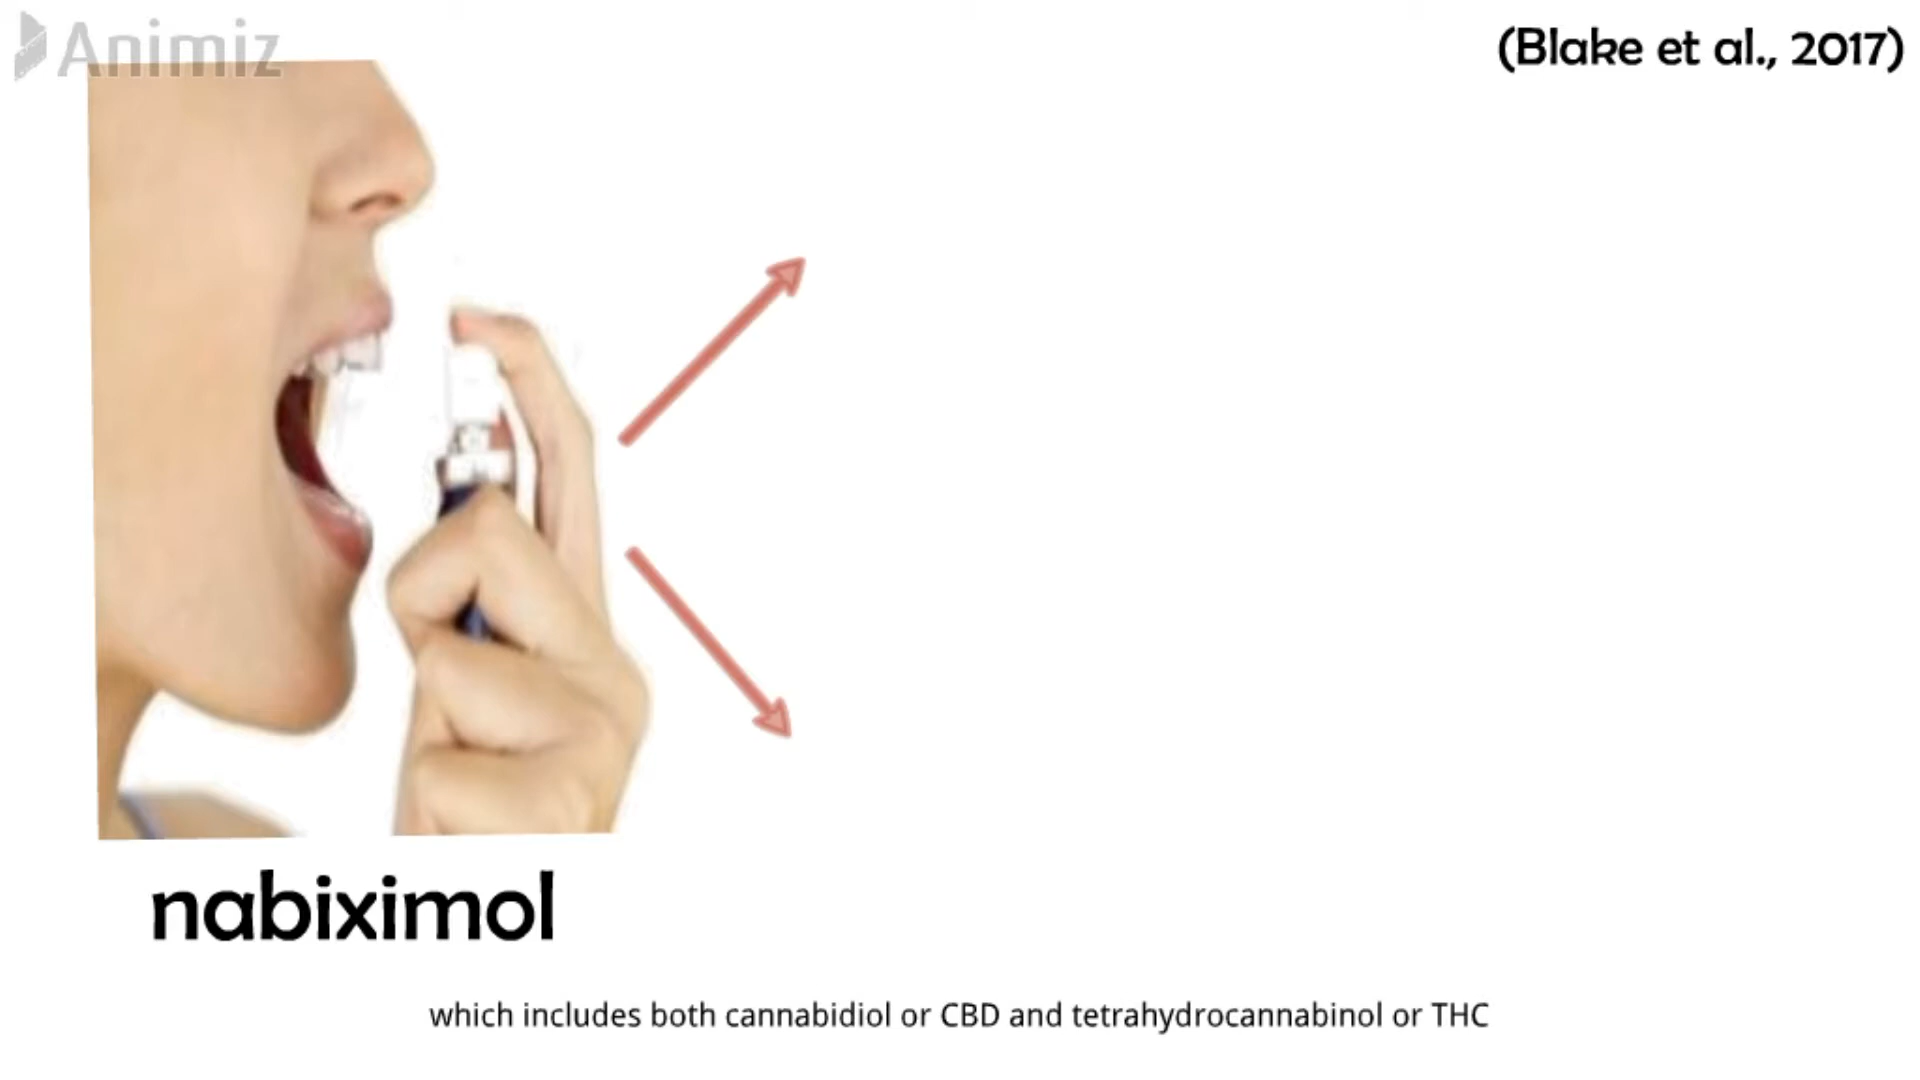 Animiz
(Blake et al., 2017)
nabiximol
which includes both cannabidiol or CBD and tetrahydrocannabinol or THC